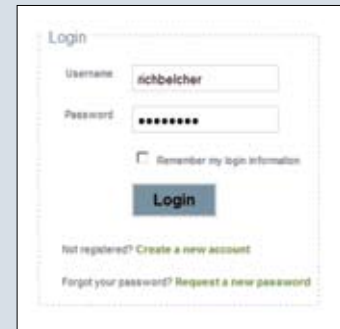 Login
Username
richbelcher
Password
••••••••
Remember my login information
Login
Not registered? Create a new account
Forgot your password? Request a new password